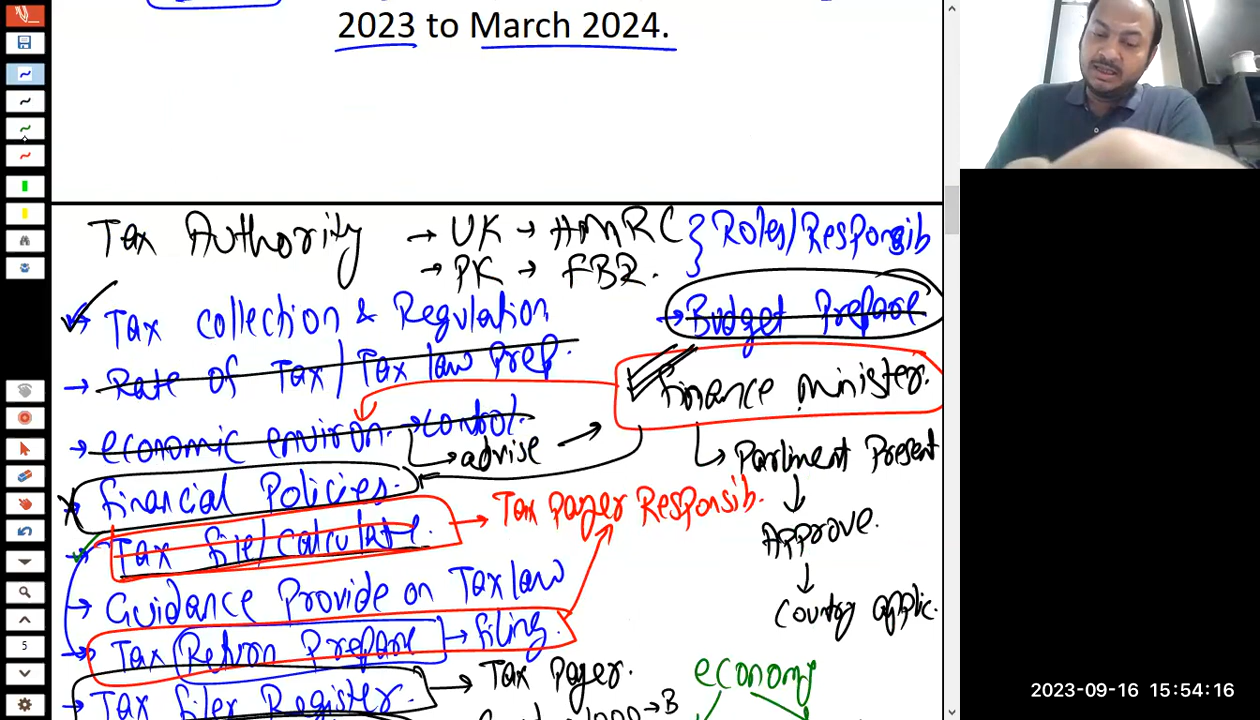 2023 to March 2024.
Tax Authority → UK → HMRC } Roles/Responsib
→ PK → FBR.
→ Tax collection & Regulation
→ Budget Prepare
→ Rate of Tax / Tax law Prep.
Finance minister.
→ economic environ. → control.
→ advise →
→ Parliment Present
financial Policies.
→ Tax file/calculate. → Tax payer Responsib.
Approve.
→ Guidance Provide on Tax law
Country applic.
→ Tax Return Prepare → filing.
→ Tax filer Register. → Tax Payer.
economy
→ B
5
2023-09-16 15:54:16